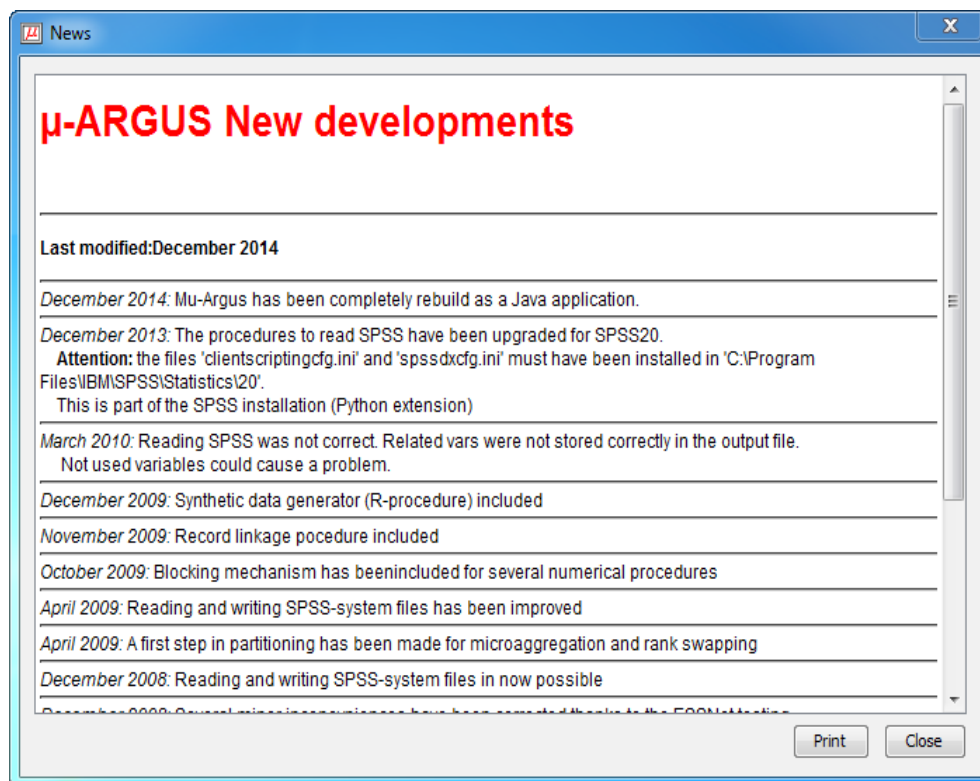 μ News
X
μ-ARGUS New developments
Last modified:December 2014
December 2014: Mu-Argus has been completely rebuild as a Java application.
December 2013: The procedures to read SPSS have been upgraded for SPSS20.
Attention: the files 'clientscriptingcfg.ini' and 'spssdxcfg.ini' must have been installed in 'C:\Program
Files\IBM\SPSS\Statistics\20'.
This is part of the SPSS installation (Python extension)
March 2010: Reading SPSS was not correct. Related vars were not stored correctly in the output file.
Not used variables could cause a problem.
December 2009: Synthetic data generator (R-procedure) included
November 2009: Record linkage pocedure included
October 2009: Blocking mechanism has beenincluded for several numerical procedures
April 2009: Reading and writing SPSS-system files has been improved
April 2009: A first step in partitioning has been made for microaggregation and rank swapping
December 2008: Reading and writing SPSS-system files in now possible
Print Close